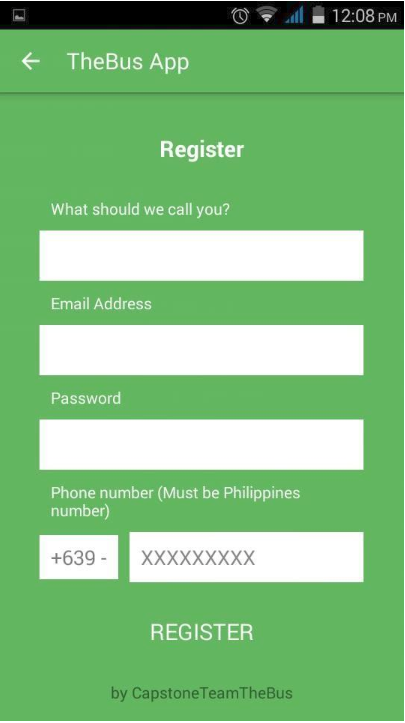 12:08 PM
TheBus App
Register
What should we call you?
Email Address
Password
Phone number (Must be Philippines
number)
+639 - XXXXXXXXX
REGISTER
by CapstoneTeamTheBus